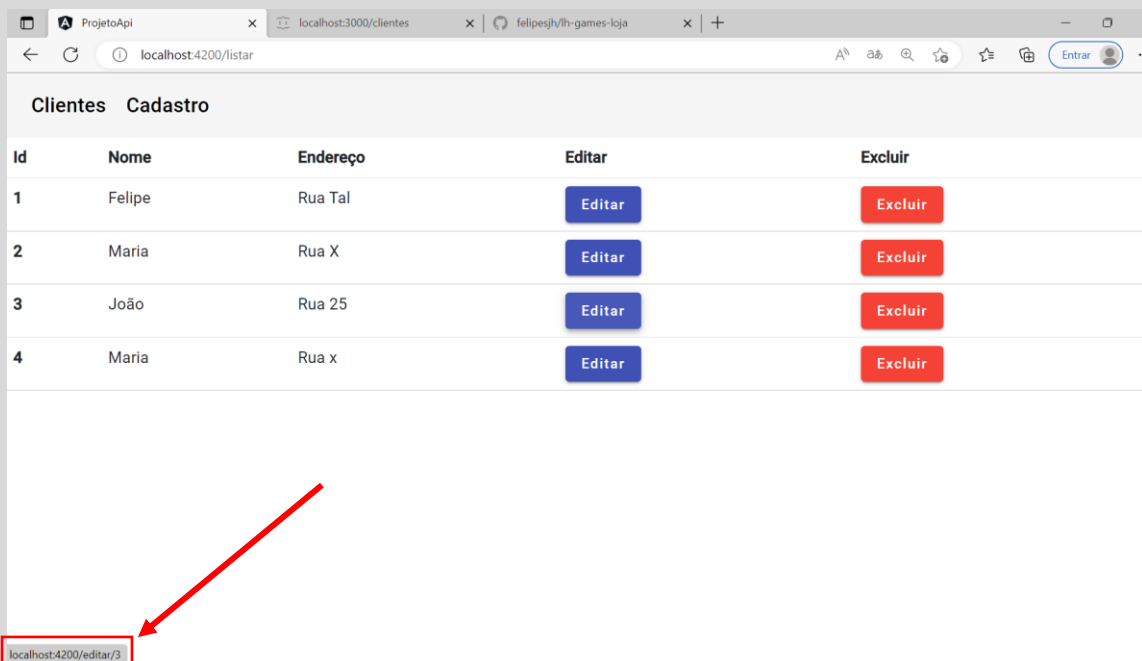 ProjetoApi localhost:3000/clientes felipesjh/lh-games-loja
localhost:4200/listar Entrar
Clientes Cadastro
Id Nome Endereço Editar Excluir
1 Felipe Rua Tal Editar Excluir
2 Maria Rua X Editar Excluir
3 João Rua 25 Editar Excluir
4 Maria Rua x Editar Excluir
localhost:4200/editar/3